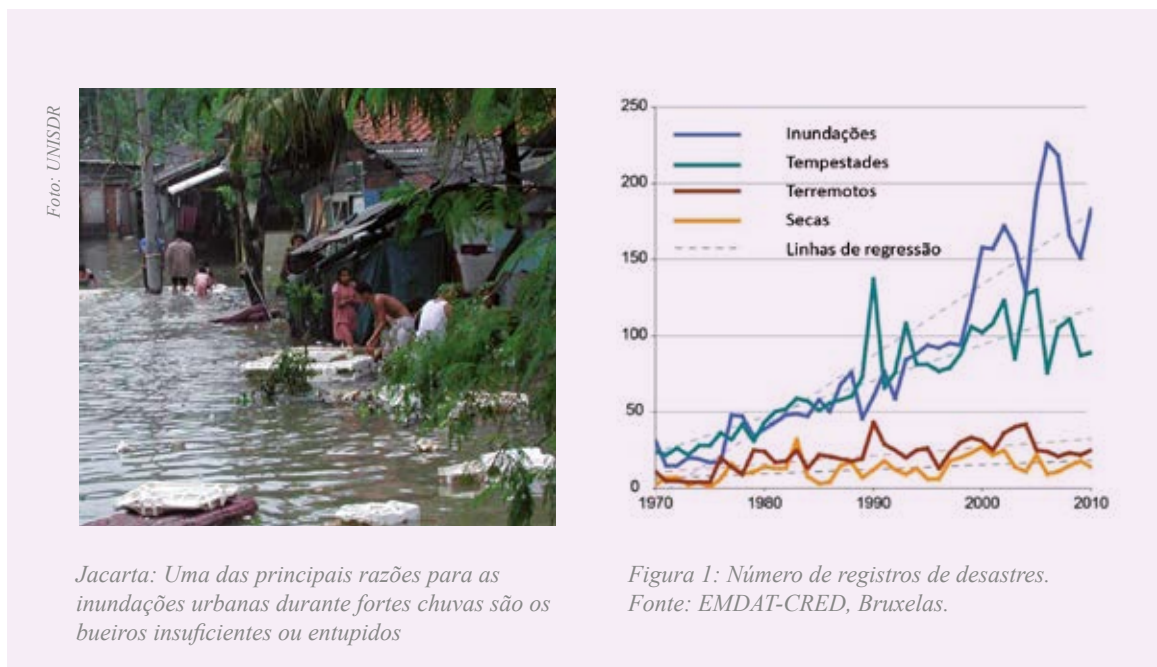 Foto: UNISDR
250
200
150
100
50
0
1970
1980
1990
2000
2010
Inundações
Tempestades
Terremotos
Secas
Linhas de regressão
Jacarta: Uma das principais razões para as
inundações urbanas durante fortes chuvas são os
bueiros insuficientes ou entupidos
Figura 1: Número de registros de desastres.
Fonte: EMDAT-CRED, Bruxelas.